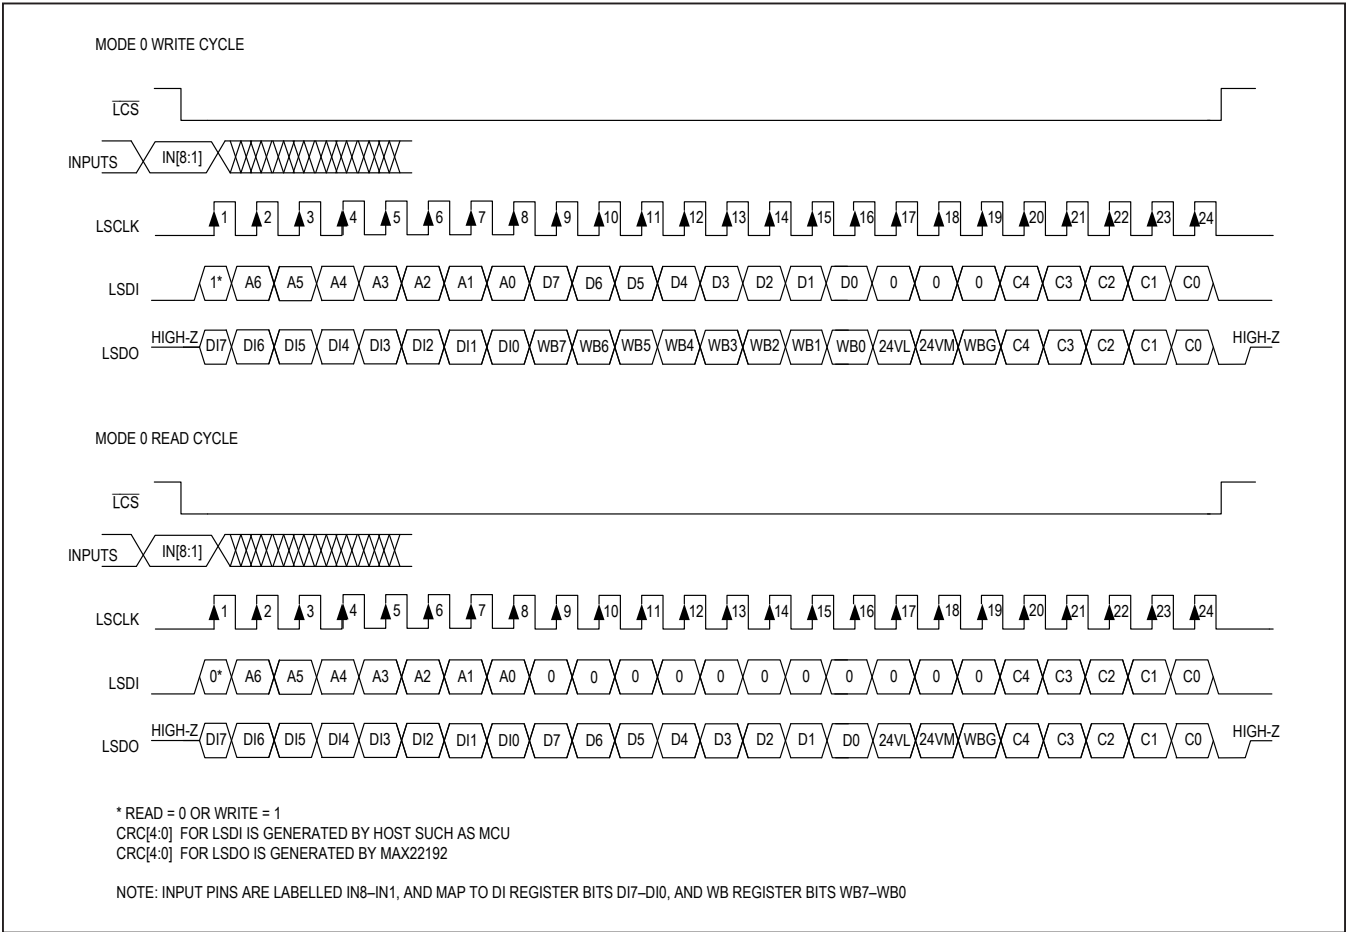 MODE 0 WRITE CYCLE
LCS
INPUTS IN[8:1]
LSCLK 1 2 3 4 5 6 7 8 9 10 11 12 13 14 15 16 17 18 19 20 21 22 23 24
LSDI 1* A6 A5 A4 A3 A2 A1 A0 D7 D6 D5 D4 D3 D2 D1 D0 0 0 0 C4 C3 C2 C1 C0
LSDO HIGH-Z DI7 DI6 DI5 DI4 DI3 DI2 DI1 DI0 WB7 WB6 WB5 WB4 WB3 WB2 WB1 WB0 24VL 24VM WBG C4 C3 C2 C1 C0 HIGH-Z
MODE 0 READ CYCLE
LCS
INPUTS IN[8:1]
LSCLK 1 2 3 4 5 6 7 8 9 10 11 12 13 14 15 16 17 18 19 20 21 22 23 24
LSDI 0* A6 A5 A4 A3 A2 A1 A0 0 0 0 0 0 0 0 0 0 0 0 C4 C3 C2 C1 C0
LSDO HIGH-Z DI7 DI6 DI5 DI4 DI3 DI2 DI1 DI0 D7 D6 D5 D4 D3 D2 D1 D0 24VL 24VM WBG C4 C3 C2 C1 C0 HIGH-Z
* READ = 0 OR WRITE = 1
CRC[4:0] FOR LSDI IS GENERATED BY HOST SUCH AS MCU
CRC[4:0] FOR LSDO IS GENERATED BY MAX22192
NOTE: INPUT PINS ARE LABELLED IN8–IN1, AND MAP TO DI REGISTER BITS DI7–DI0, AND WB REGISTER BITS WB7–WB0